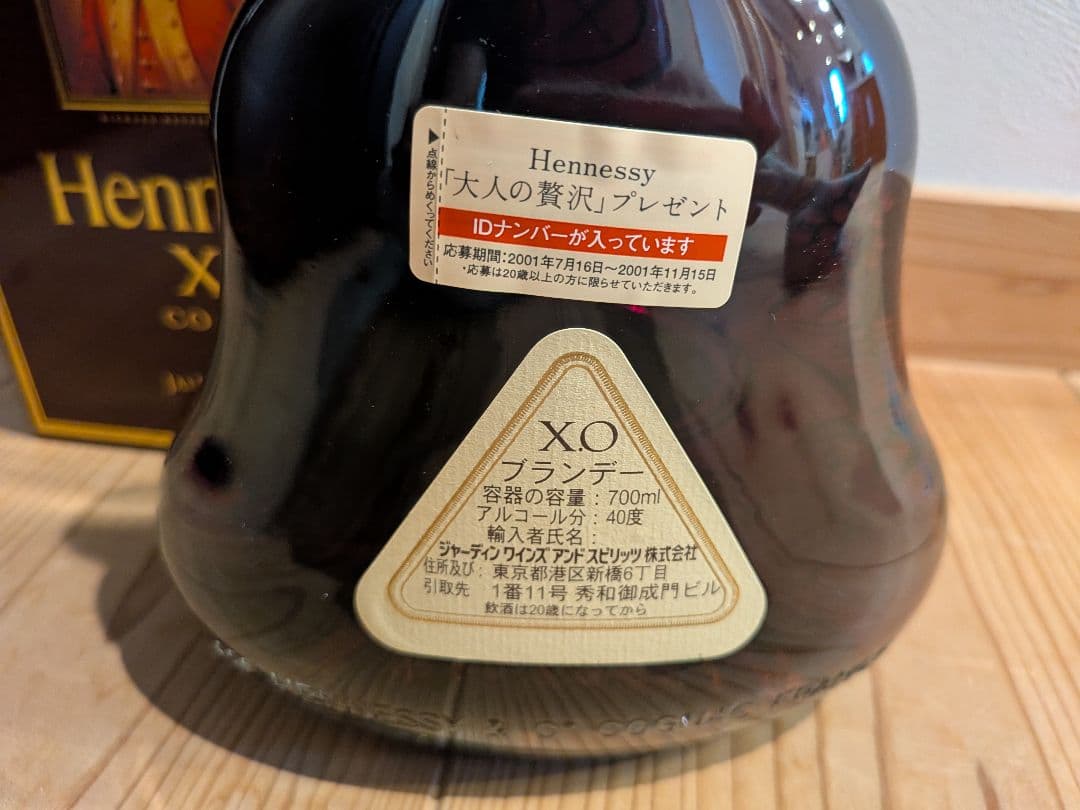 Henn
X
CO
▶点線からめくってください
Hennessy
「大人の贅沢」プレゼント
IDナンバーが入っています
応募期間:2001年7月16日～2001年11月15日
・応募は20歳以上の方に限らせていただきます。
X.O
ブランデー
容器の容量：700ml
アルコール分：40度
輸入者氏名：
ジャーディン ワインズ アンド スピリッツ 株式会社
住所及び：東京都港区新橋6丁目
引取先 1番11号 秀和御成門ビル
飲酒は20歳になってから
HENNESSY & Cº COGNAC FRANCE